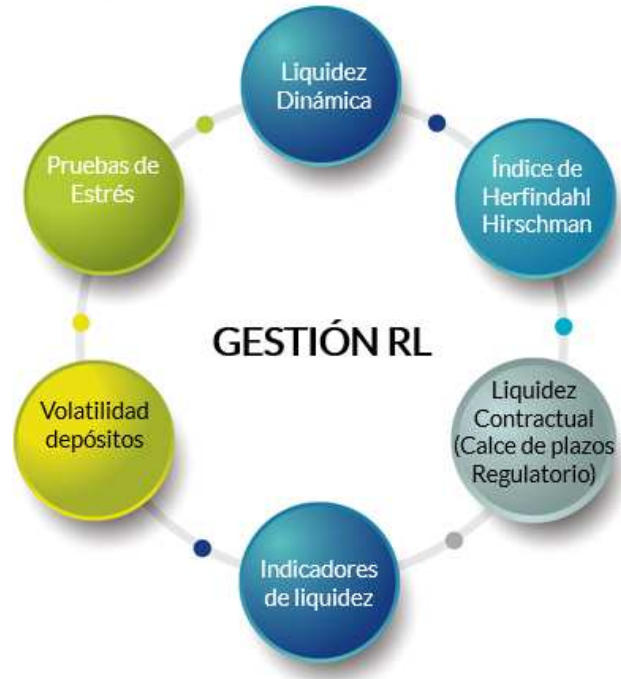 Liquidez
Dinámica
Índice de
Herfindahl
Hirschman
Liquidez
Contractual
(Calce de plazos
Regulatorio)
Indicadores
de liquidez
Volatilidad
depósitos
Pruebas de
Estrés
GESTIÓN RL